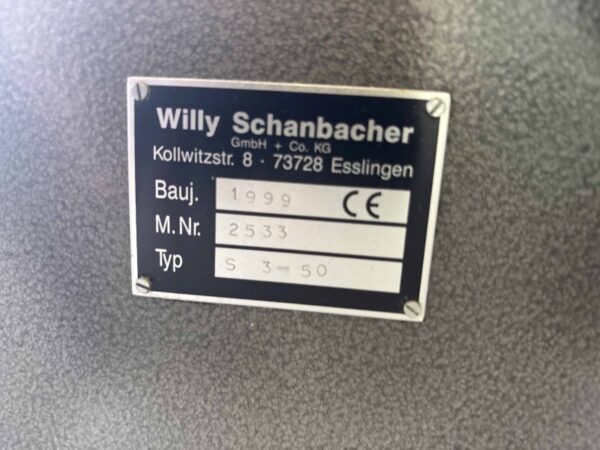 Willy Schanbacher
GmbH + Co. KG
Kollwitzstr. 8 · 73728 Esslingen
Bauj. 1999 CE
M.Nr. 2533
Typ S 3-50